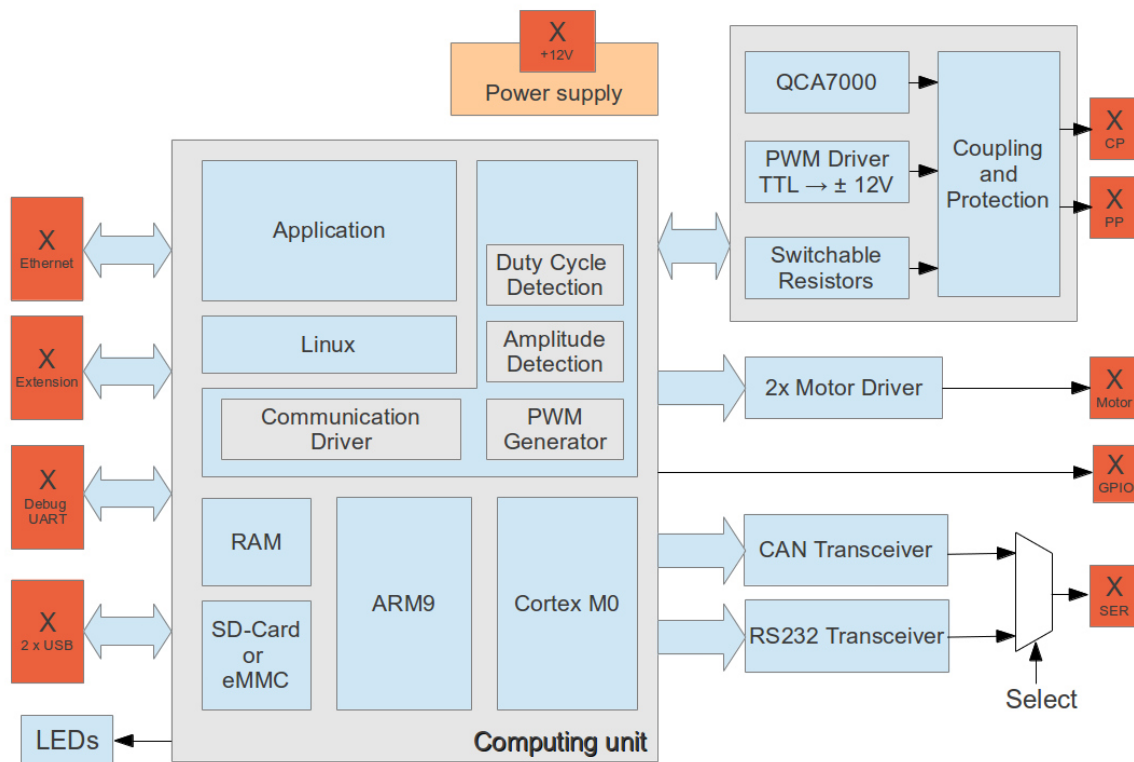 X
+12V
Power supply
QCA7000
PWM Driver
TTL → ± 12V
Switchable
Resistors
Coupling
and
Protection
X
CP
X
PP
X
Ethernet
X
Extension
X
Debug
UART
X
2 x USB
LEDs
Application
Linux
Duty Cycle
Detection
Amplitude
Detection
Communication
Driver
PWM
Generator
RAM
SD-Card
or
eMMC
ARM9
Cortex M0
Computing unit
2x Motor Driver
X
Motor
X
GPIO
CAN Transceiver
RS232 Transceiver
X
SER
Select